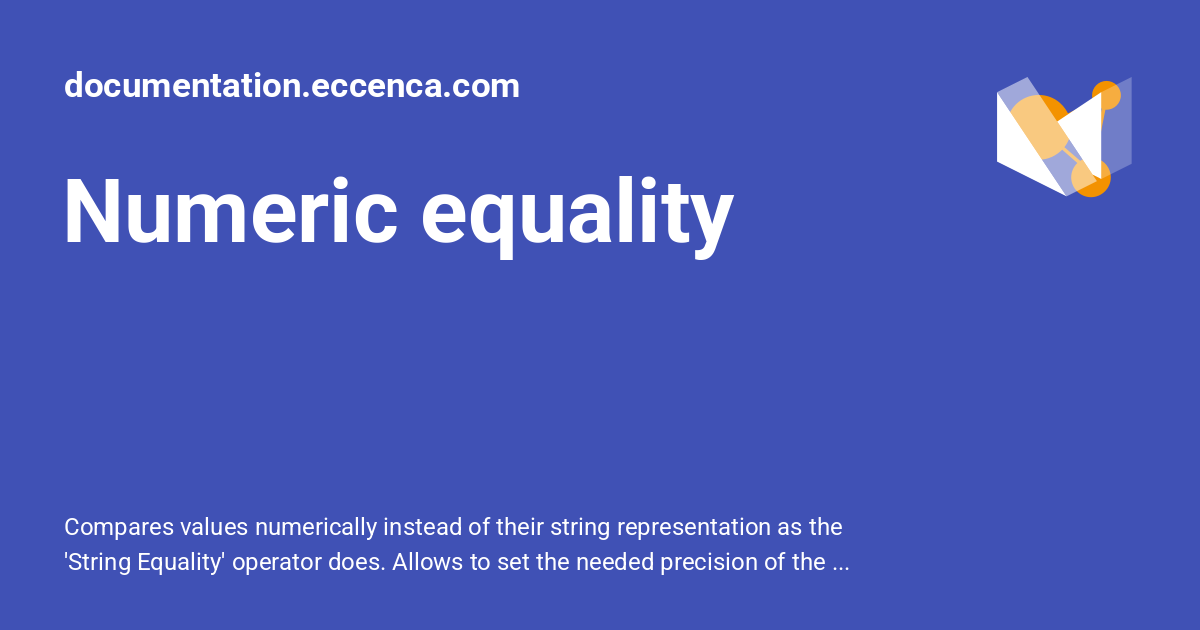 documentation.eccenca.com
Numeric equality
Compares values numerically instead of their string representation as the
'String Equality' operator does. Allows to set the needed precision of the ...